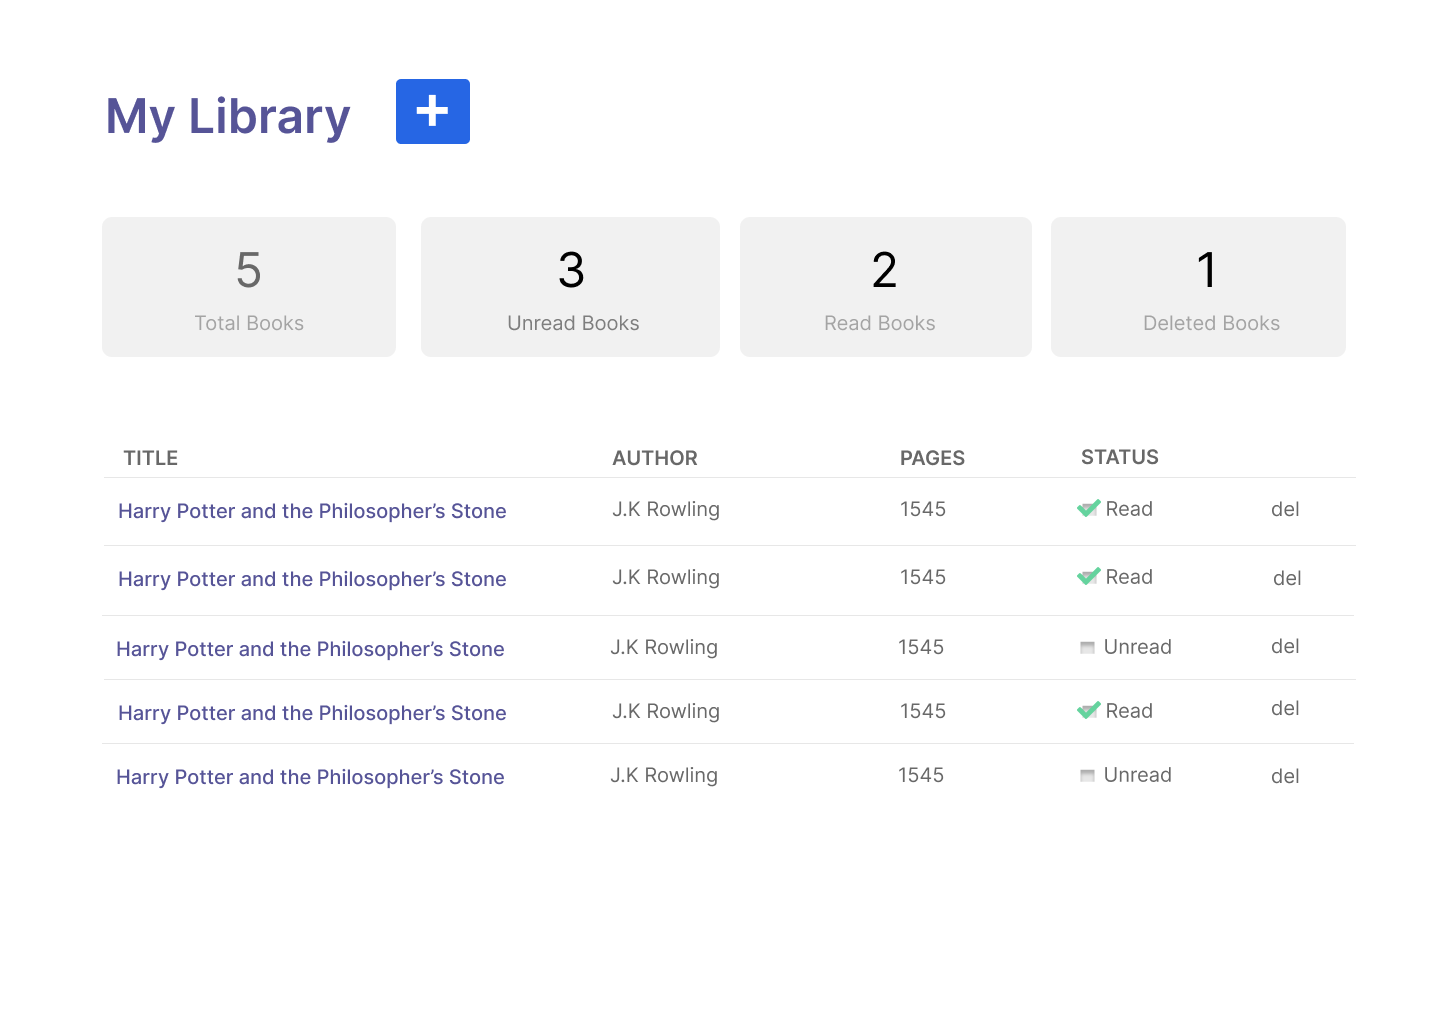 My Library +
5 3 2 1
Total Books Unread Books Read Books Deleted Books
TITLE AUTHOR PAGES STATUS
Harry Potter and the Philosopher’s Stone J.K Rowling 1545 Read del
Harry Potter and the Philosopher’s Stone J.K Rowling 1545 Read del
Harry Potter and the Philosopher’s Stone J.K Rowling 1545 Unread del
Harry Potter and the Philosopher’s Stone J.K Rowling 1545 Read del
Harry Potter and the Philosopher’s Stone J.K Rowling 1545 Unread del